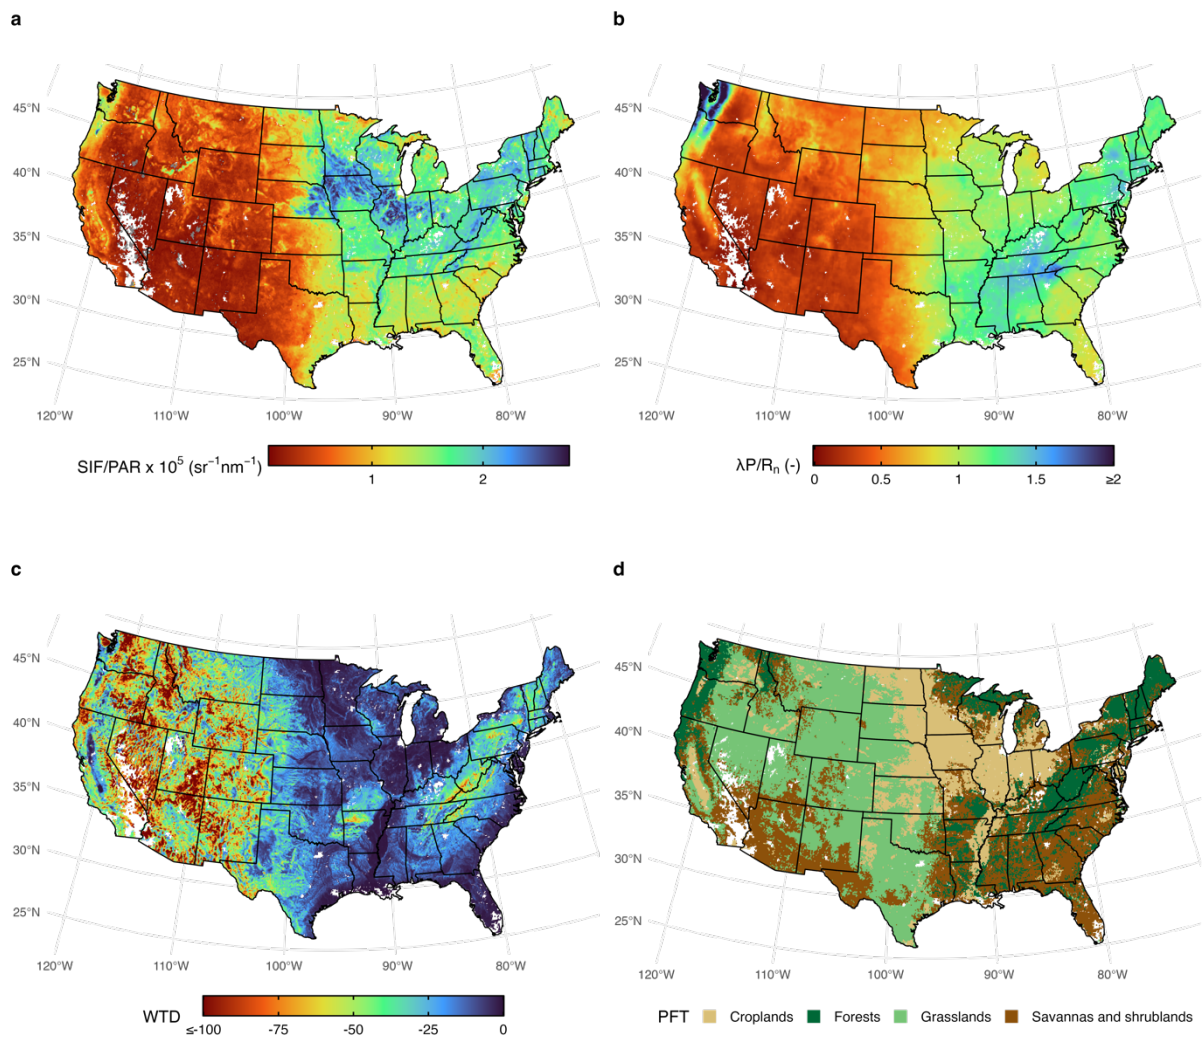 a
45°N
40°N
35°N
30°N
25°N
120°W
110°W
100°W
90°W
80°W
SIF/PAR x 10⁵ (sr⁻¹nm⁻¹)
1
2
b
45°N
40°N
35°N
30°N
25°N
120°W
110°W
100°W
90°W
80°W
λP/Rₙ (-)
0
0.5
1
1.5
≥2
c
45°N
40°N
35°N
30°N
25°N
120°W
110°W
100°W
90°W
80°W
WTD
≤-100
-75
-50
-25
0
d
45°N
40°N
35°N
30°N
25°N
120°W
110°W
100°W
90°W
80°W
PFT Croplands Forests Grasslands Savannas and shrublands